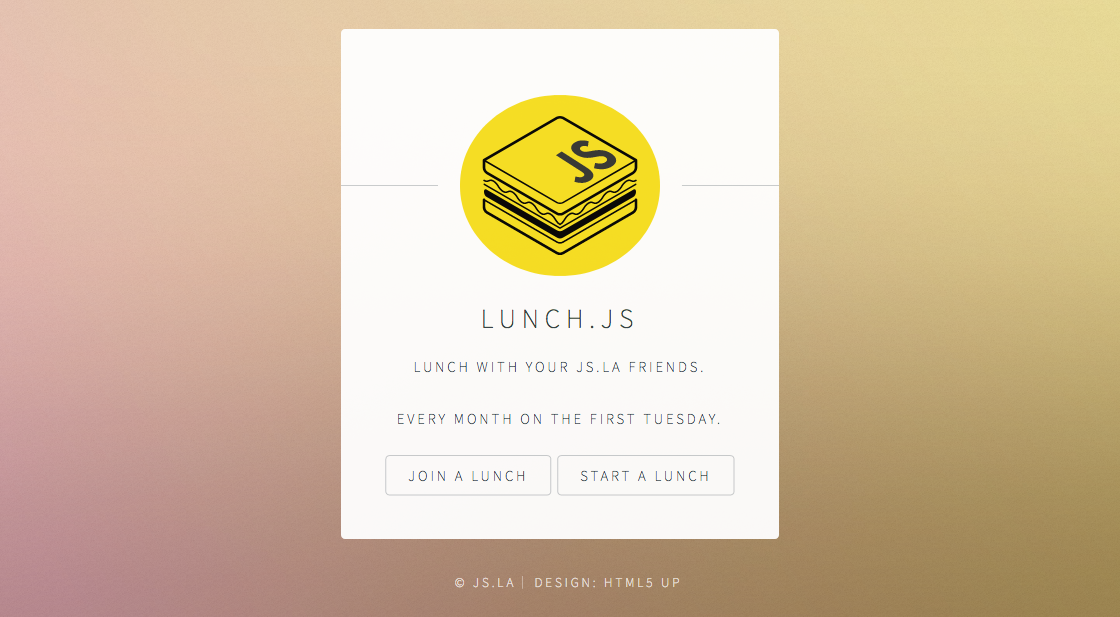 JS
LUNCH.JS
LUNCH WITH YOUR JS.LA FRIENDS.
EVERY MONTH ON THE FIRST TUESDAY.
JOIN A LUNCH
START A LUNCH
© JS.LA | DESIGN: HTML5 UP